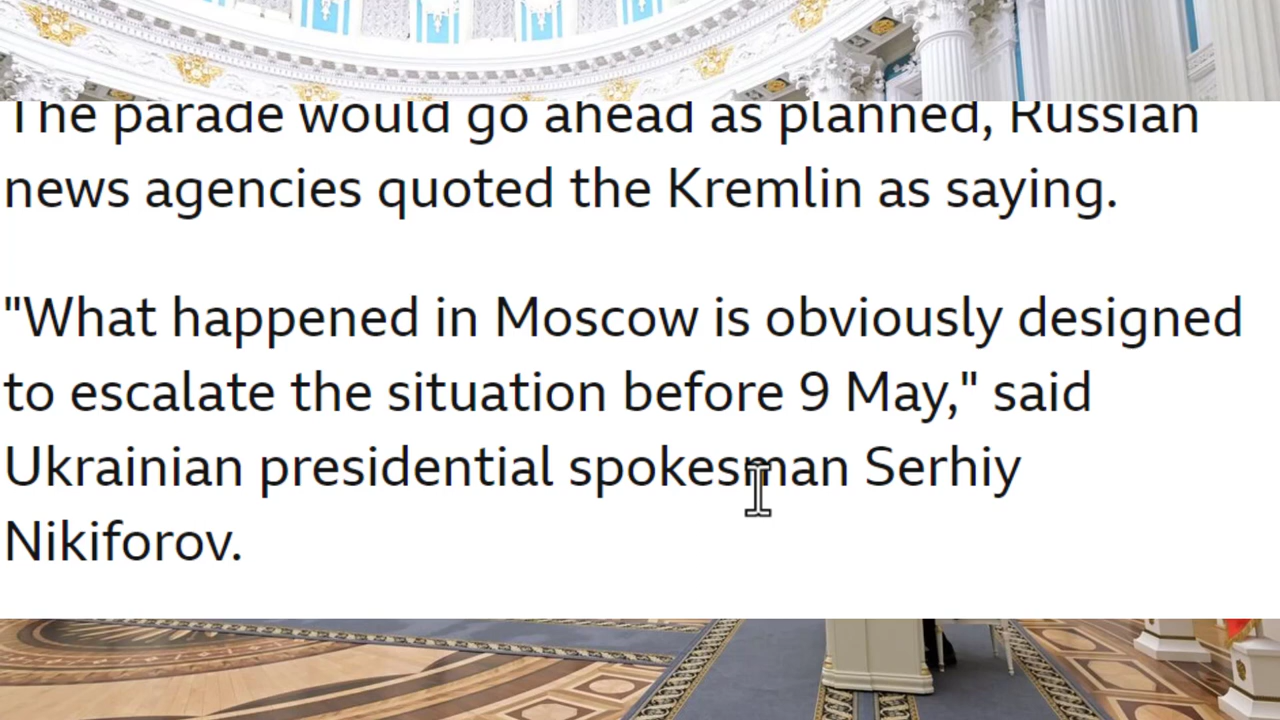 The parade would go ahead as planned, Russian
news agencies quoted the Kremlin as saying.
"What happened in Moscow is obviously designed
to escalate the situation before 9 May," said
Ukrainian presidential spokesman Serhiy
Nikiforov.